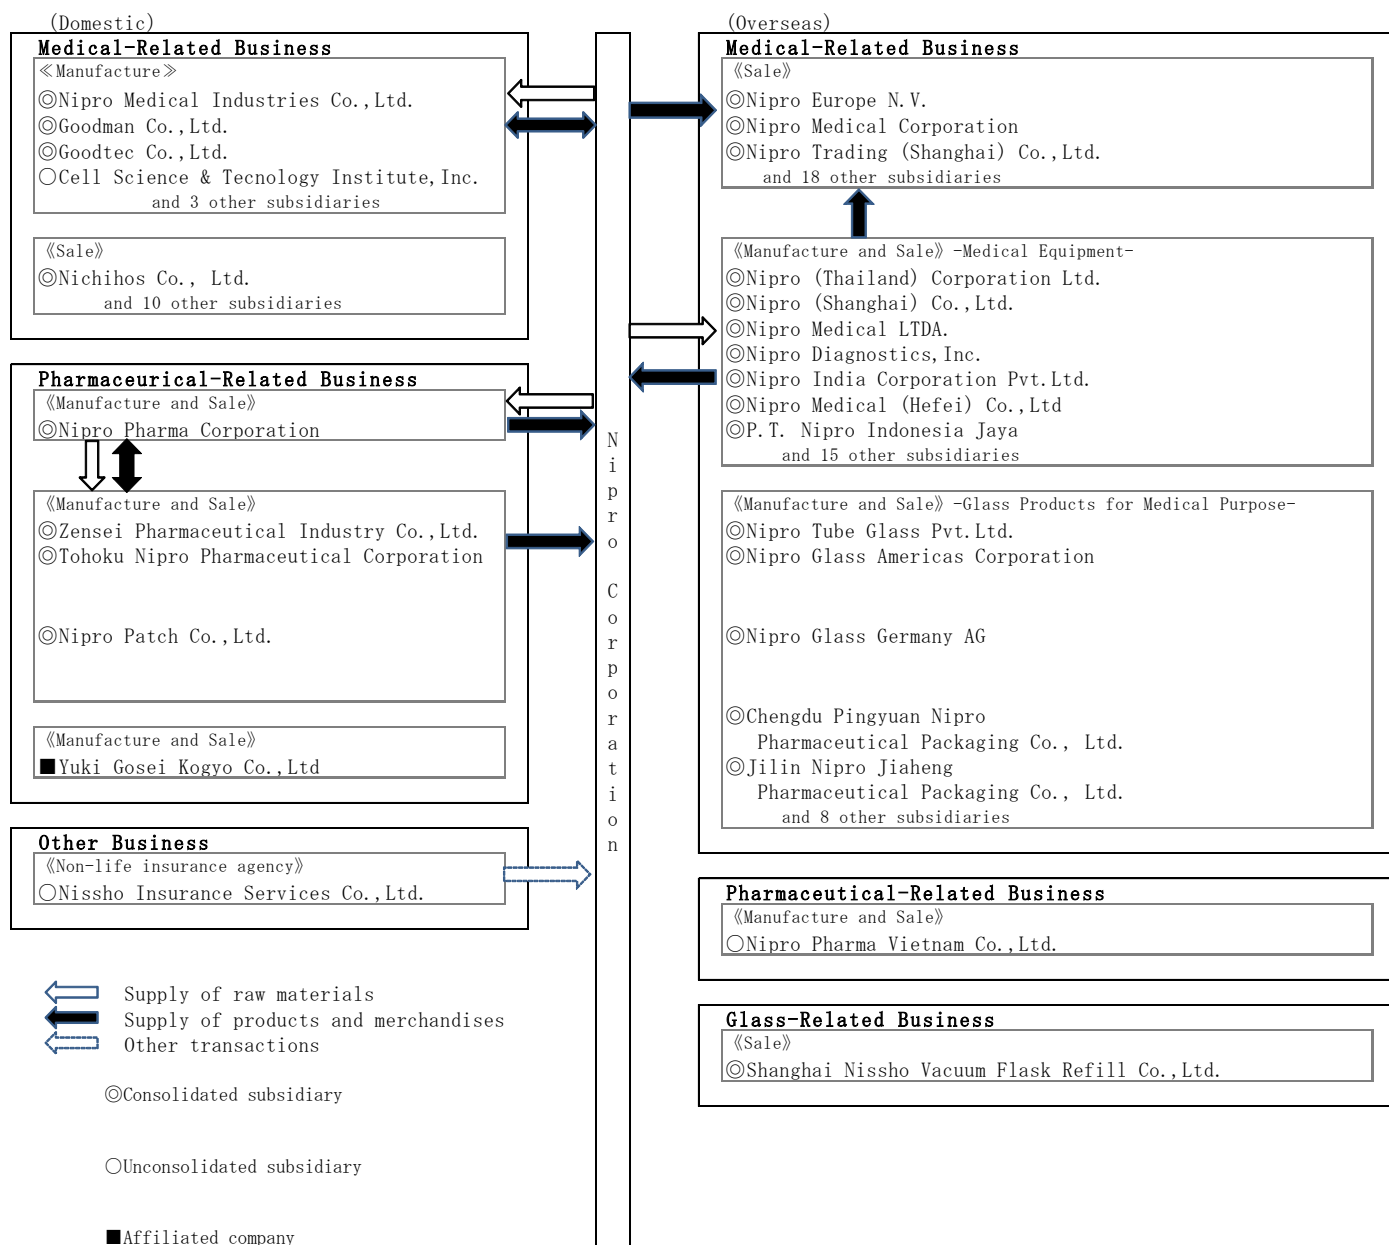 (Domestic)
Medical-Related Business
≪Manufacture≫
◎Nipro Medical Industries Co.,Ltd.
◎Goodman Co.,Ltd.
◎Goodtec Co.,Ltd.
○Cell Science & Tecnology Institute,Inc.
and 3 other subsidiaries
《Sale》
◎Nichihos Co., Ltd.
and 10 other subsidiaries
Pharmaceurical-Related Business
《Manufacture and Sale》
◎Nipro Pharma Corporation
《Manufacture and Sale》
◎Zensei Pharmaceutical Industry Co.,Ltd.
◎Tohoku Nipro Pharmaceutical Corporation
◎Nipro Patch Co.,Ltd.
《Manufacture and Sale》
■Yuki Gosei Kogyo Co.,Ltd
Other Business
《Non-life insurance agency》
○Nissho Insurance Services Co.,Ltd.
Supply of raw materials
Supply of products and merchandises
Other transactions
◎Consolidated subsidiary
○Unconsolidated subsidiary
■Affiliated company
Nipro Corporation
(Overseas)
Medical-Related Business
《Sale》
◎Nipro Europe N.V.
◎Nipro Medical Corporation
◎Nipro Trading (Shanghai) Co.,Ltd.
and 18 other subsidiaries
《Manufacture and Sale》-Medical Equipment-
◎Nipro (Thailand) Corporation Ltd.
◎Nipro (Shanghai) Co.,Ltd.
◎Nipro Medical LTDA.
◎Nipro Diagnostics,Inc.
◎Nipro India Corporation Pvt.Ltd.
◎Nipro Medical (Hefei) Co.,Ltd
◎P.T. Nipro Indonesia Jaya
and 15 other subsidiaries
《Manufacture and Sale》-Glass Products for Medical Purpose-
◎Nipro Tube Glass Pvt.Ltd.
◎Nipro Glass Americas Corporation
◎Nipro Glass Germany AG
◎Chengdu Pingyuan Nipro
Pharmaceutical Packaging Co., Ltd.
◎Jilin Nipro Jiaheng
Pharmaceutical Packaging Co., Ltd.
and 8 other subsidiaries
Pharmaceutical-Related Business
《Manufacture and Sale》
○Nipro Pharma Vietnam Co.,Ltd.
Glass-Related Business
《Sale》
◎Shanghai Nissho Vacuum Flask Refill Co.,Ltd.